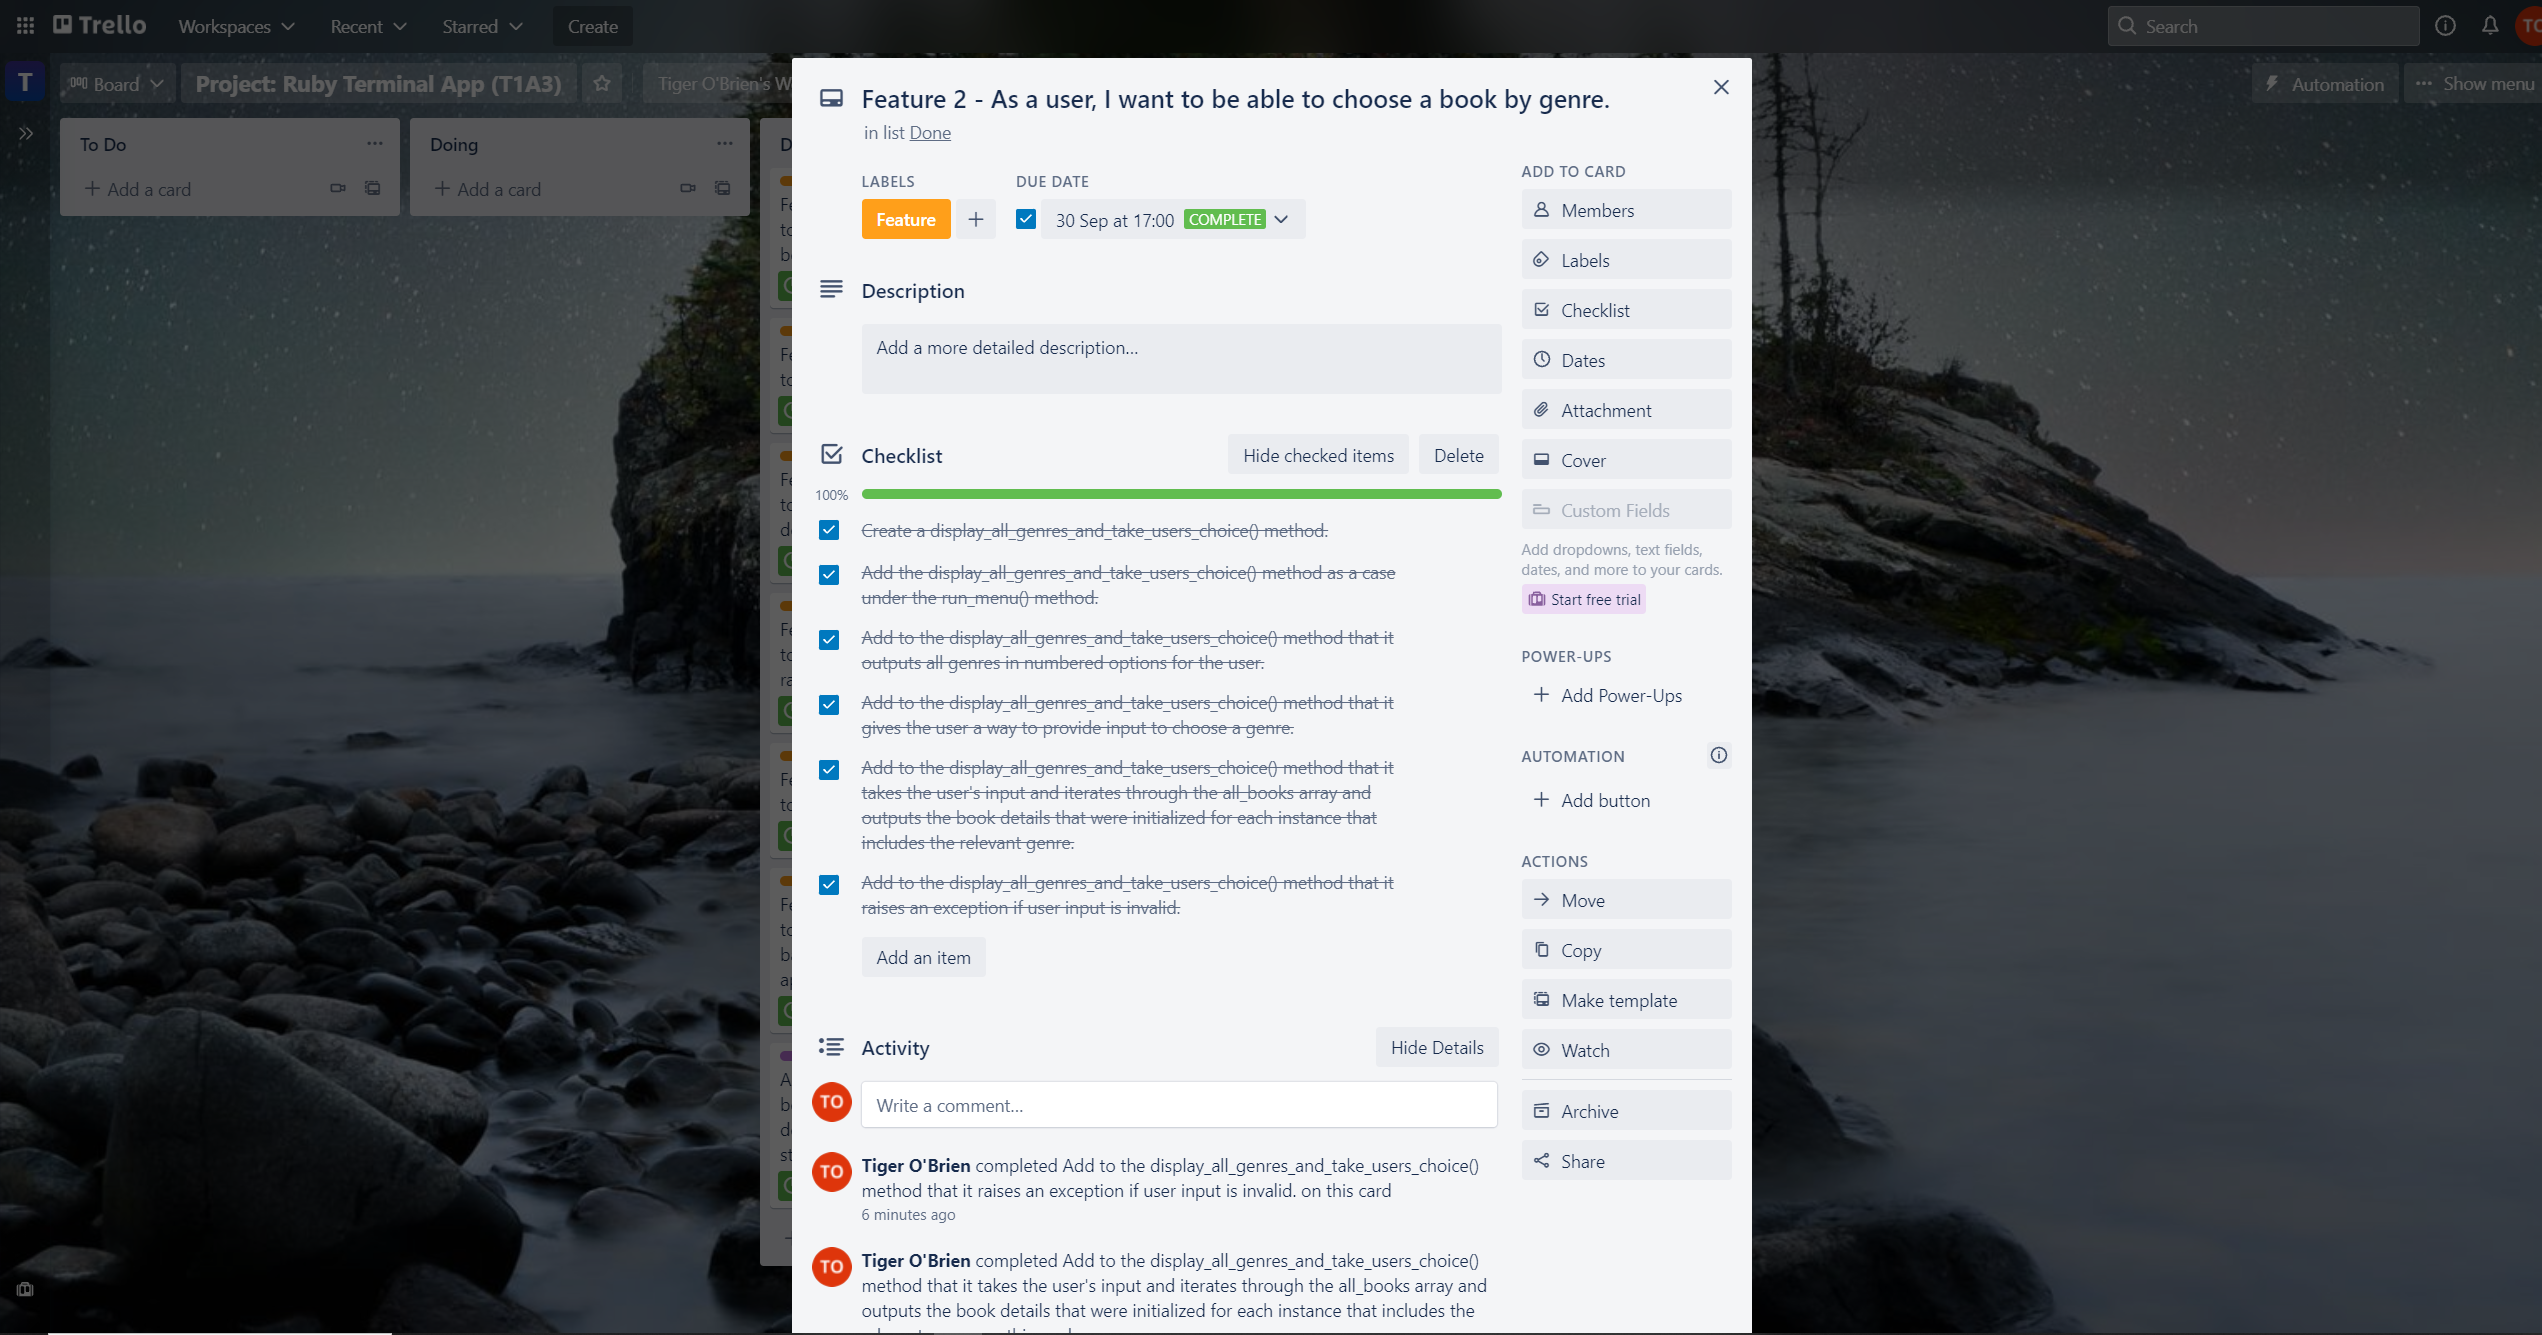 Trello
Workspaces
Recent
Starred
Create
Search
TO
T
Board
Project: Ruby Terminal App (T1A3)
Tiger O'Brien's W
Automation
Show menu
To Do
Add a card
Doing
Add a card
Feature 2 - As a user, I want to be able to choose a book by genre.
in list Done
LABELS
Feature
DUE DATE
30 Sep at 17:00 COMPLETE
Description
Add a more detailed description...
Checklist
Hide checked items
Delete
100%
Create a display_all_genres_and_take_users_choice() method.
Add the display_all_genres_and_take_users_choice() method as a case
under the run_menu() method.
Add to the display_all_genres_and_take_users_choice() method that it
outputs all genres in numbered options for the user.
Add to the display_all_genres_and_take_users_choice() method that it
gives the user a way to provide input to choose a genre.
Add to the display_all_genres_and_take_users_choice() method that it
takes the user's input and iterates through the all_books array and
outputs the book details that were initialized for each instance that
includes the relevant genre.
Add to the display_all_genres_and_take_users_choice() method that it
raises an exception if user input is invalid.
Add an item
Activity
Hide Details
TO
Write a comment...
TO
Tiger O'Brien completed Add to the display_all_genres_and_take_users_choice()
method that it raises an exception if user input is invalid. on this card
6 minutes ago
TO
Tiger O'Brien completed Add to the display_all_genres_and_take_users_choice()
method that it takes the user's input and iterates through the all_books array and
outputs the book details that were initialized for each instance that includes the
ADD TO CARD
Members
Labels
Checklist
Dates
Attachment
Cover
Custom Fields
Add dropdowns, text fields,
dates, and more to your cards.
Start free trial
POWER-UPS
Add Power-Ups
AUTOMATION
Add button
ACTIONS
Move
Copy
Make template
Watch
Archive
Share